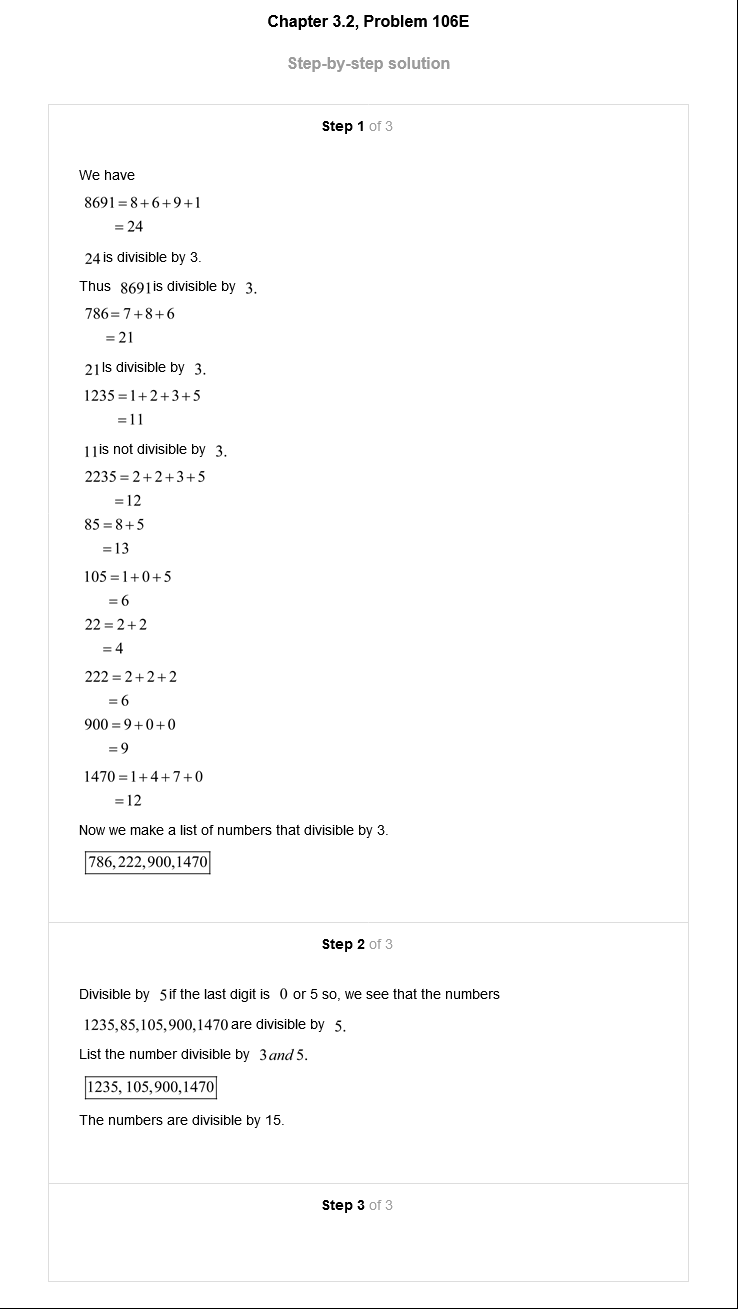 Chapter 3.2, Problem 106E
Step-by-step solution
Step 1 of 3
We have
8691 = 8 + 6 + 9 + 1
= 24
24 is divisible by 3.
Thus 8691 is divisible by 3.
786 = 7 + 8 + 6
= 21
21 Is divisible by 3.
1235 = 1 + 2 + 3 + 5
= 11
11 is not divisible by 3.
2235 = 2 + 2 + 3 + 5
= 12
85 = 8 + 5
= 13
105 = 1 + 0 + 5
= 6
22 = 2 + 2
= 4
222 = 2 + 2 + 2
= 6
900 = 9 + 0 + 0
= 9
1470 = 1 + 4 + 7 + 0
= 12
Now we make a list of numbers that divisible by 3.
786, 222, 900, 1470
Step 2 of 3
Divisible by 5 if the last digit is 0 or 5 so, we see that the numbers
1235, 85, 105, 900, 1470 are divisible by 5.
List the number divisible by 3 and 5.
1235, 105, 900, 1470
The numbers are divisible by 15.
Step 3 of 3